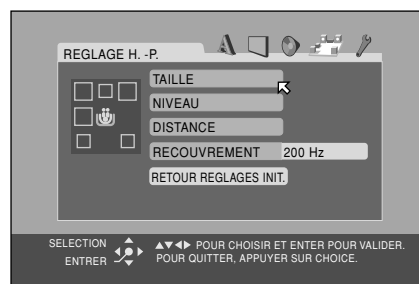 REGLAGE H. -P.
TAILLE
NIVEAU
DISTANCE
RECOUVREMENT 200 Hz
RETOUR REGLAGES INIT.
SELECTION
ENTRER
▲▼◀▶ POUR CHOISIR ET ENTER POUR VALIDER.
POUR QUITTER, APPUYER SUR CHOICE.